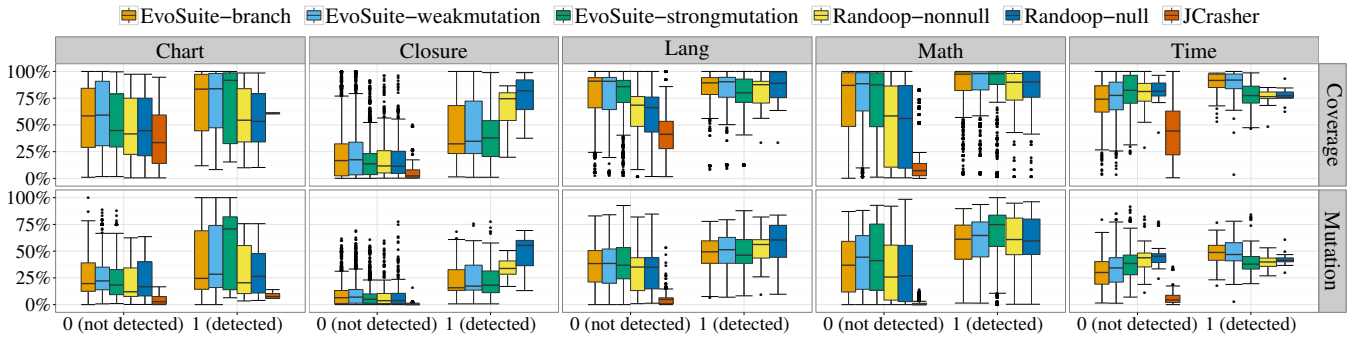 EvoSuite−branch EvoSuite−weakmutation EvoSuite−strongmutation Randoop−nonnull Randoop−null JCrasher
Chart Closure Lang Math Time
100%
75%
50%
25%
0%
Coverage
100%
75%
50%
25%
0%
Mutation
0 (not detected) 1 (detected) 0 (not detected) 1 (detected) 0 (not detected) 1 (detected) 0 (not detected) 1 (detected) 0 (not detected) 1 (detected)